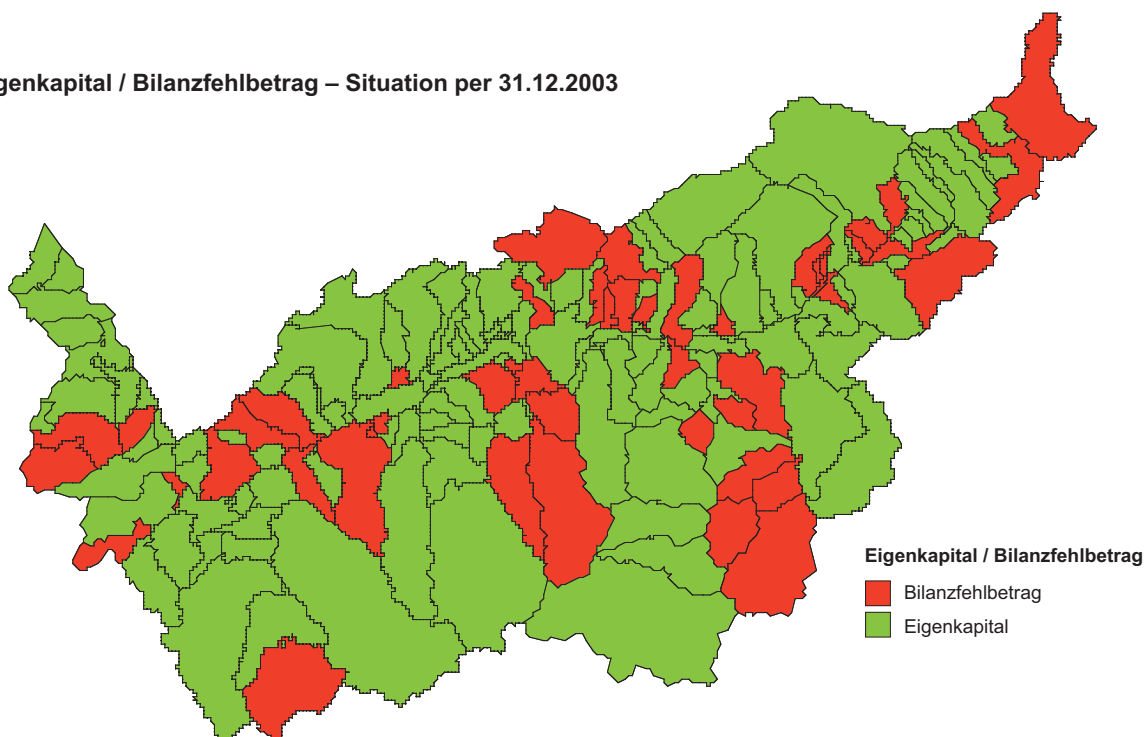 igenkapital / Bilanzfehlbetrag – Situation per 31.12.2003
Eigenkapital / Bilanzfehlbetrag
Bilanzfehlbetrag
Eigenkapital